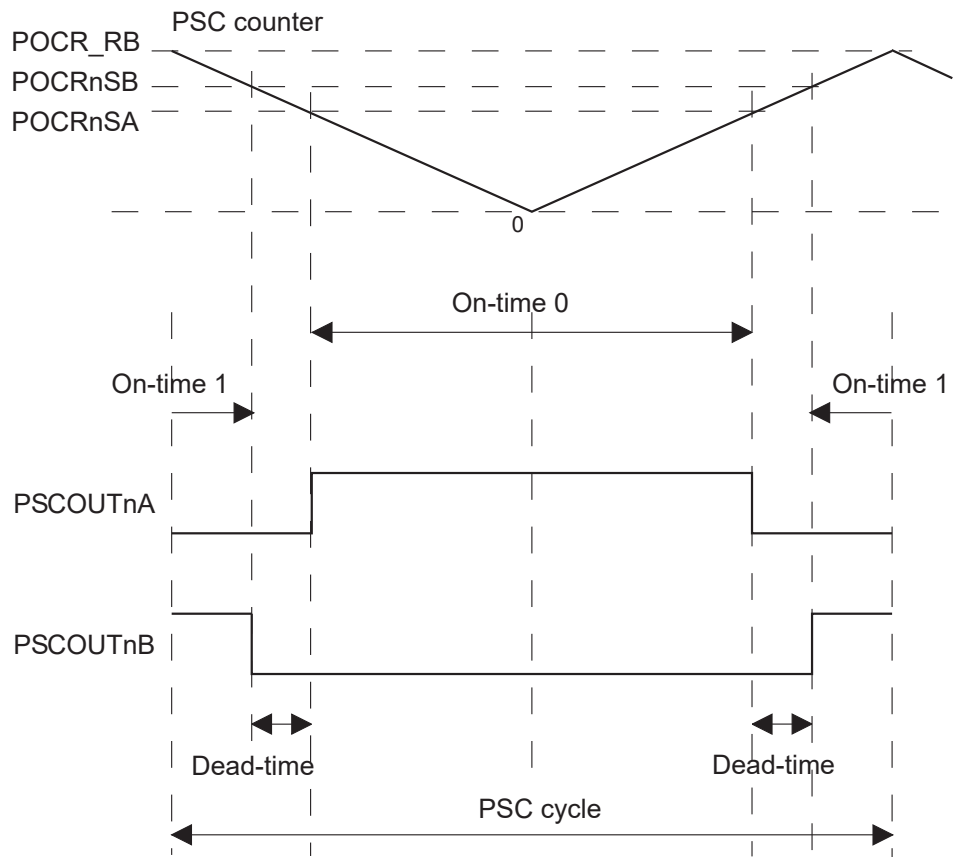 PSC counter
POCR_RB
POCRnSB
POCRnSA
0
On-time 0
On-time 1
On-time 1
PSCOUTnA
PSCOUTnB
Dead-time
Dead-time
PSC cycle